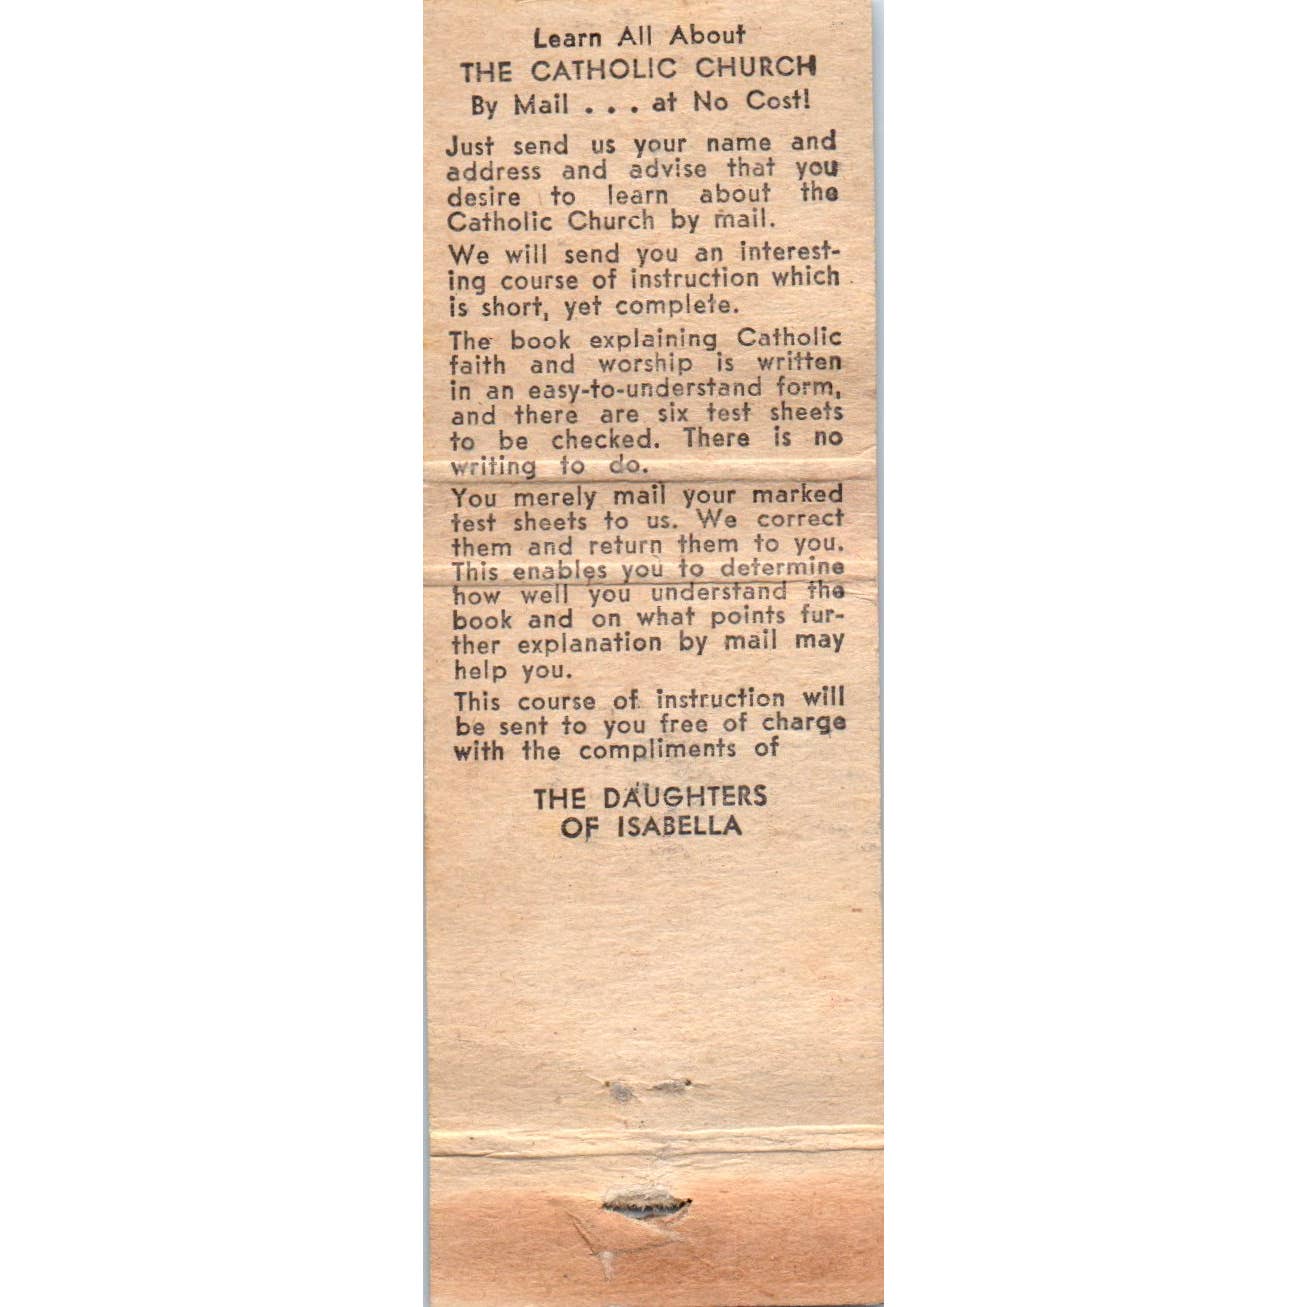 Learn All About
THE CATHOLIC CHURCH
By Mail . . . at No Cost!
Just send us your name and
address and advise that you
desire to learn about the
Catholic Church by mail.
We will send you an interest-
ing course of instruction which
is short, yet complete.
The book explaining Catholic
faith and worship is written
in an easy-to-understand form,
and there are six test sheets
to be checked. There is no
writing to do.
You merely mail your marked
test sheets to us. We correct
them and return them to you.
This enables you to determine
how well you understand the
book and on what points fur-
ther explanation by mail may
help you.
This course of instruction will
be sent to you free of charge
with the compliments of
THE DAUGHTERS
OF ISABELLA